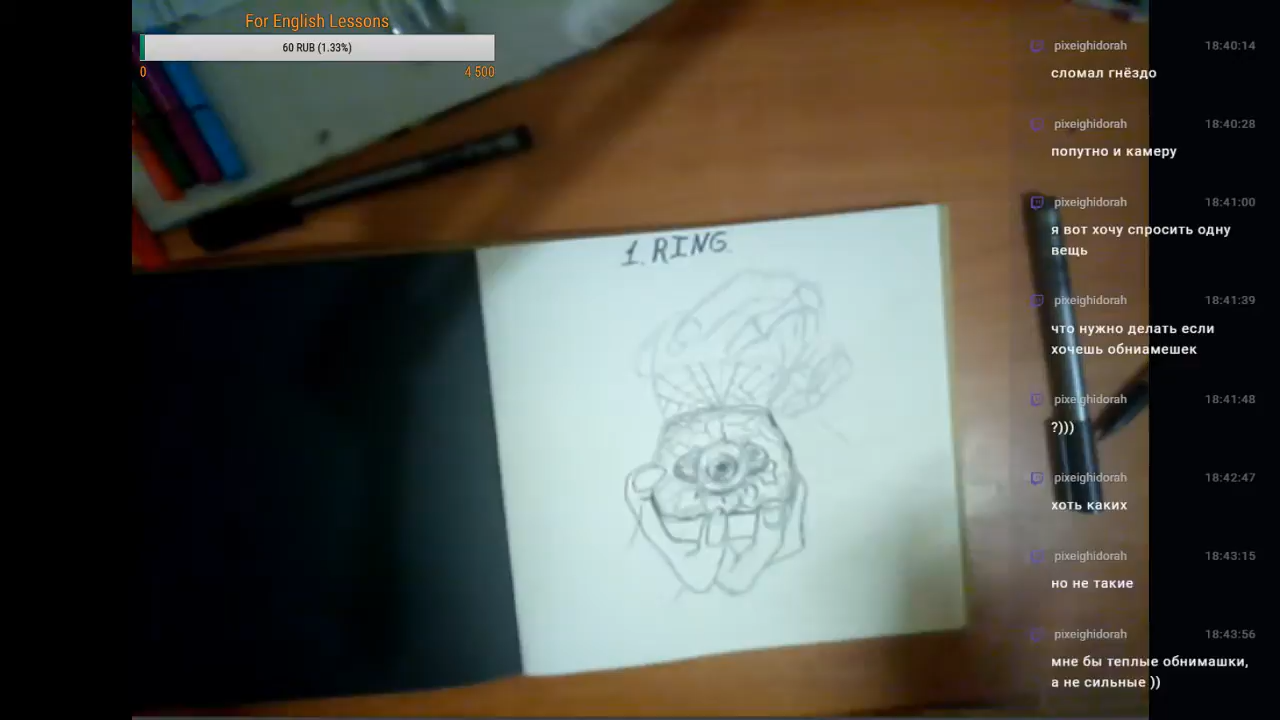 For English Lessons
60 RUB (1.33%)
0
4 500
1. RING.
pixeighidorah 18:40:14
сломал гнёздо
pixeighidorah 18:40:28
попутно и камеру
pixeighidorah 18:41:00
я вот хочу спросить одну
вещь
pixeighidorah 18:41:39
что нужно делать если
хочешь обниамешек
pixeighidorah 18:41:48
?)))
pixeighidorah 18:42:47
хоть каких
pixeighidorah 18:43:15
но не такие
pixeighidorah 18:43:56
мне бы теплые обнимашки,
а не сильные ))